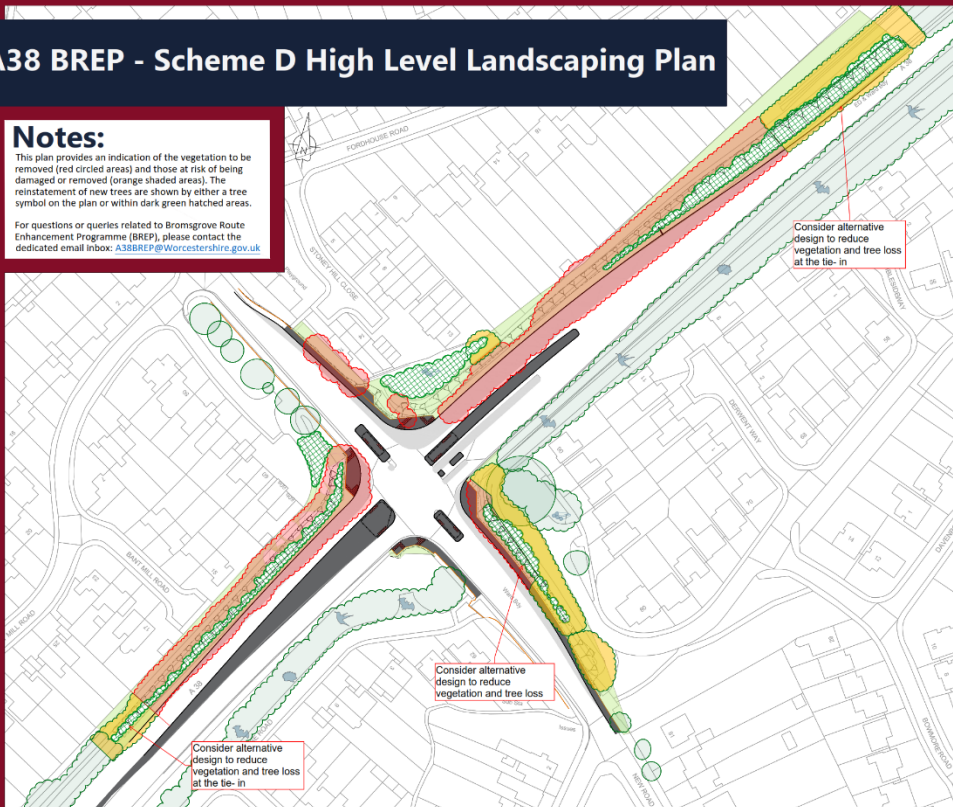 A38 BREP - Scheme D High Level Landscaping Plan
Notes:
This plan provides an indication of the vegetation to be
removed (red circled areas) and those at risk of being
damaged or removed (orange shaded areas). The
reinstatement of new trees are shown by either a tree
symbol on the plan or within dark green hatched areas.
For questions or queries related to Bromsgrove Route
Enhancement Programme (BREP), please contact the
dedicated email inbox: A38BREP@Worcestershire.gov.uk
FORDHOUSE ROAD
STONEY HILL CLOSE
Consider alternative
design to reduce
vegetation and tree loss
at the tie- in
DERWENT WAY
BANT MILL ROAD
MILL ROAD
A 38
Consider alternative
design to reduce
vegetation and tree loss
Consider alternative
design to reduce
vegetation and tree loss
at the tie- in
NEW ROAD
BOWMORE ROAD